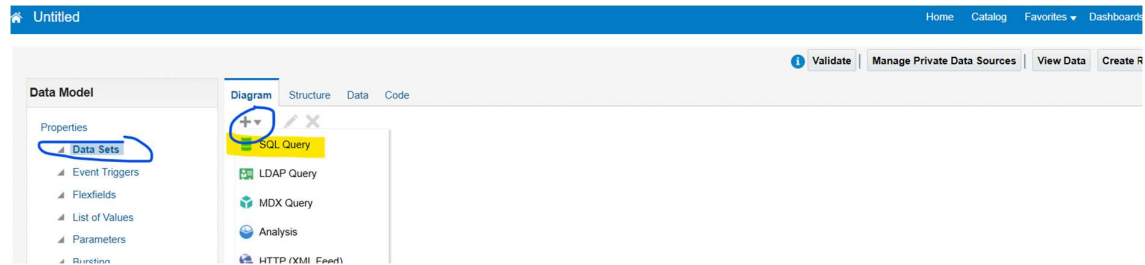 Untitled
Home Catalog Favorites Dashboards
Validate Manage Private Data Sources View Data Create R
Data Model
Diagram Structure Data Code
Properties
Data Sets
Event Triggers
Flexfields
List of Values
Parameters
Bursting
SQL Query
LDAP Query
MDX Query
Analysis
HTTP (XML Feed)